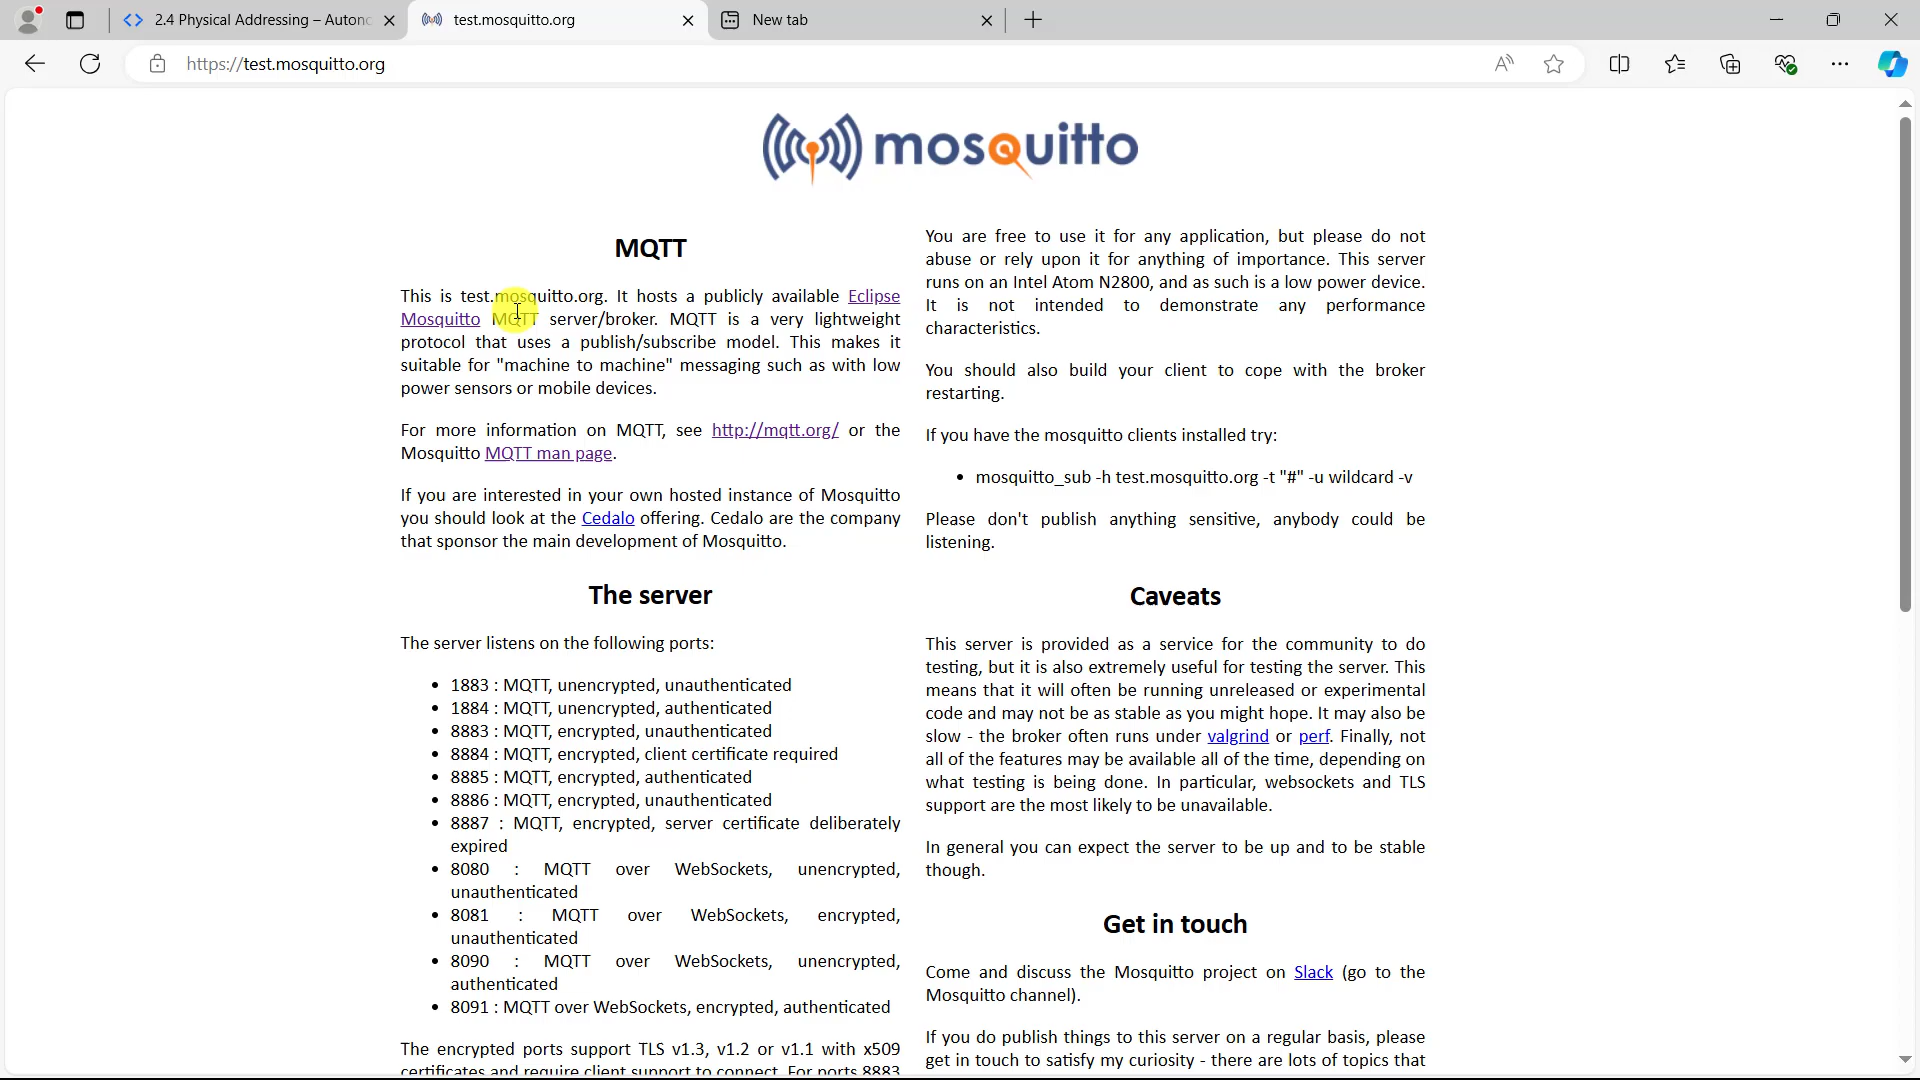 2.4 Physical Addressing – Auton
test.mosquitto.org
New tab
https://test.mosquitto.org
mosquitto
MQTT
This is test.mosquitto.org. It hosts a publicly available Eclipse
Mosquitto MQTT server/broker. MQTT is a very lightweight
protocol that uses a publish/subscribe model. This makes it
suitable for "machine to machine" messaging such as with low
power sensors or mobile devices.
For more information on MQTT, see http://mqtt.org/ or the
Mosquitto MQTT man page.
If you are interested in your own hosted instance of Mosquitto
you should look at the Cedalo offering. Cedalo are the company
that sponsor the main development of Mosquitto.
The server
The server listens on the following ports:
• 1883 : MQTT, unencrypted, unauthenticated
• 1884 : MQTT, unencrypted, authenticated
• 8883 : MQTT, encrypted, unauthenticated
• 8884 : MQTT, encrypted, client certificate required
• 8885 : MQTT, encrypted, authenticated
• 8886 : MQTT, encrypted, unauthenticated
• 8887 : MQTT, encrypted, server certificate deliberately
expired
• 8080 : MQTT over WebSockets, unencrypted,
unauthenticated
• 8081 : MQTT over WebSockets, encrypted,
unauthenticated
• 8090 : MQTT over WebSockets, unencrypted,
authenticated
• 8091 : MQTT over WebSockets, encrypted, authenticated
The encrypted ports support TLS v1.3, v1.2 or v1.1 with x509
certificates and require client support to connect. For ports 8883
You are free to use it for any application, but please do not
abuse or rely upon it for anything of importance. This server
runs on an Intel Atom N2800, and as such is a low power device.
It is not intended to demonstrate any performance
characteristics.
You should also build your client to cope with the broker
restarting.
If you have the mosquitto clients installed try:
• mosquitto_sub -h test.mosquitto.org -t "#" -u wildcard -v
Please don't publish anything sensitive, anybody could be
listening.
Caveats
This server is provided as a service for the community to do
testing, but it is also extremely useful for testing the server. This
means that it will often be running unreleased or experimental
code and may not be as stable as you might hope. It may also be
slow - the broker often runs under valgrind or perf. Finally, not
all of the features may be available all of the time, depending on
what testing is being done. In particular, websockets and TLS
support are the most likely to be unavailable.
In general you can expect the server to be up and to be stable
though.
Get in touch
Come and discuss the Mosquitto project on Slack (go to the
Mosquitto channel).
If you do publish things to this server on a regular basis, please
get in touch to satisfy my curiosity - there are lots of topics that